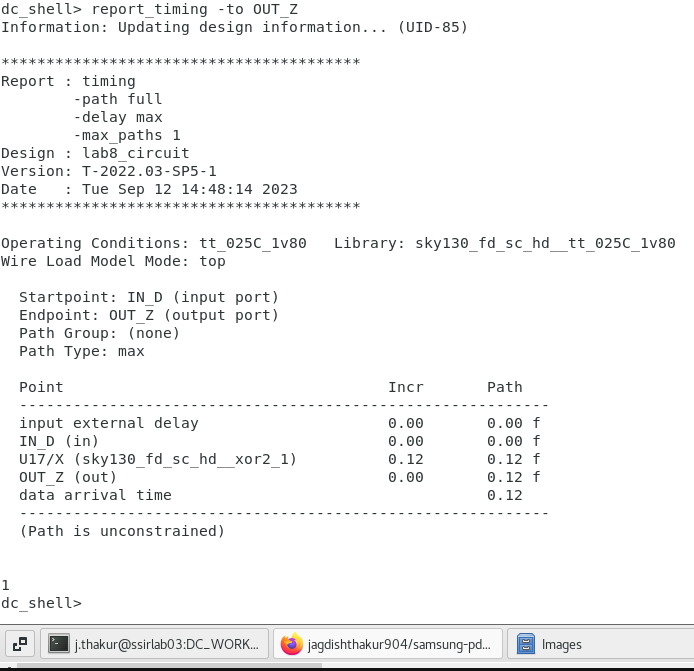 dc_shell> report_timing -to OUT_Z
Information: Updating design information... (UID-85)
****************************************
Report : timing
        -path full
        -delay max
        -max_paths 1
Design : lab8_circuit
Version: T-2022.03-SP5-1
Date   : Tue Sep 12 14:48:14 2023
****************************************
Operating Conditions: tt_025C_1v80   Library: sky130_fd_sc_hd__tt_025C_1v80
Wire Load Model Mode: top
  Startpoint: IN_D (input port)
  Endpoint: OUT_Z (output port)
  Path Group: (none)
  Path Type: max
  Point                                    Incr       Path
  -----------------------------------------------------------
  input external delay                     0.00       0.00 f
  IN_D (in)                                0.00       0.00 f
  U17/X (sky130_fd_sc_hd__xor2_1)          0.12       0.12 f
  OUT_Z (out)                              0.00       0.12 f
  data arrival time                                   0.12
  -----------------------------------------------------------
  (Path is unconstrained)
1
dc_shell>
j.thakur@ssirlab03:DC_WORK... jagdishthakur904/samsung-pd... Images